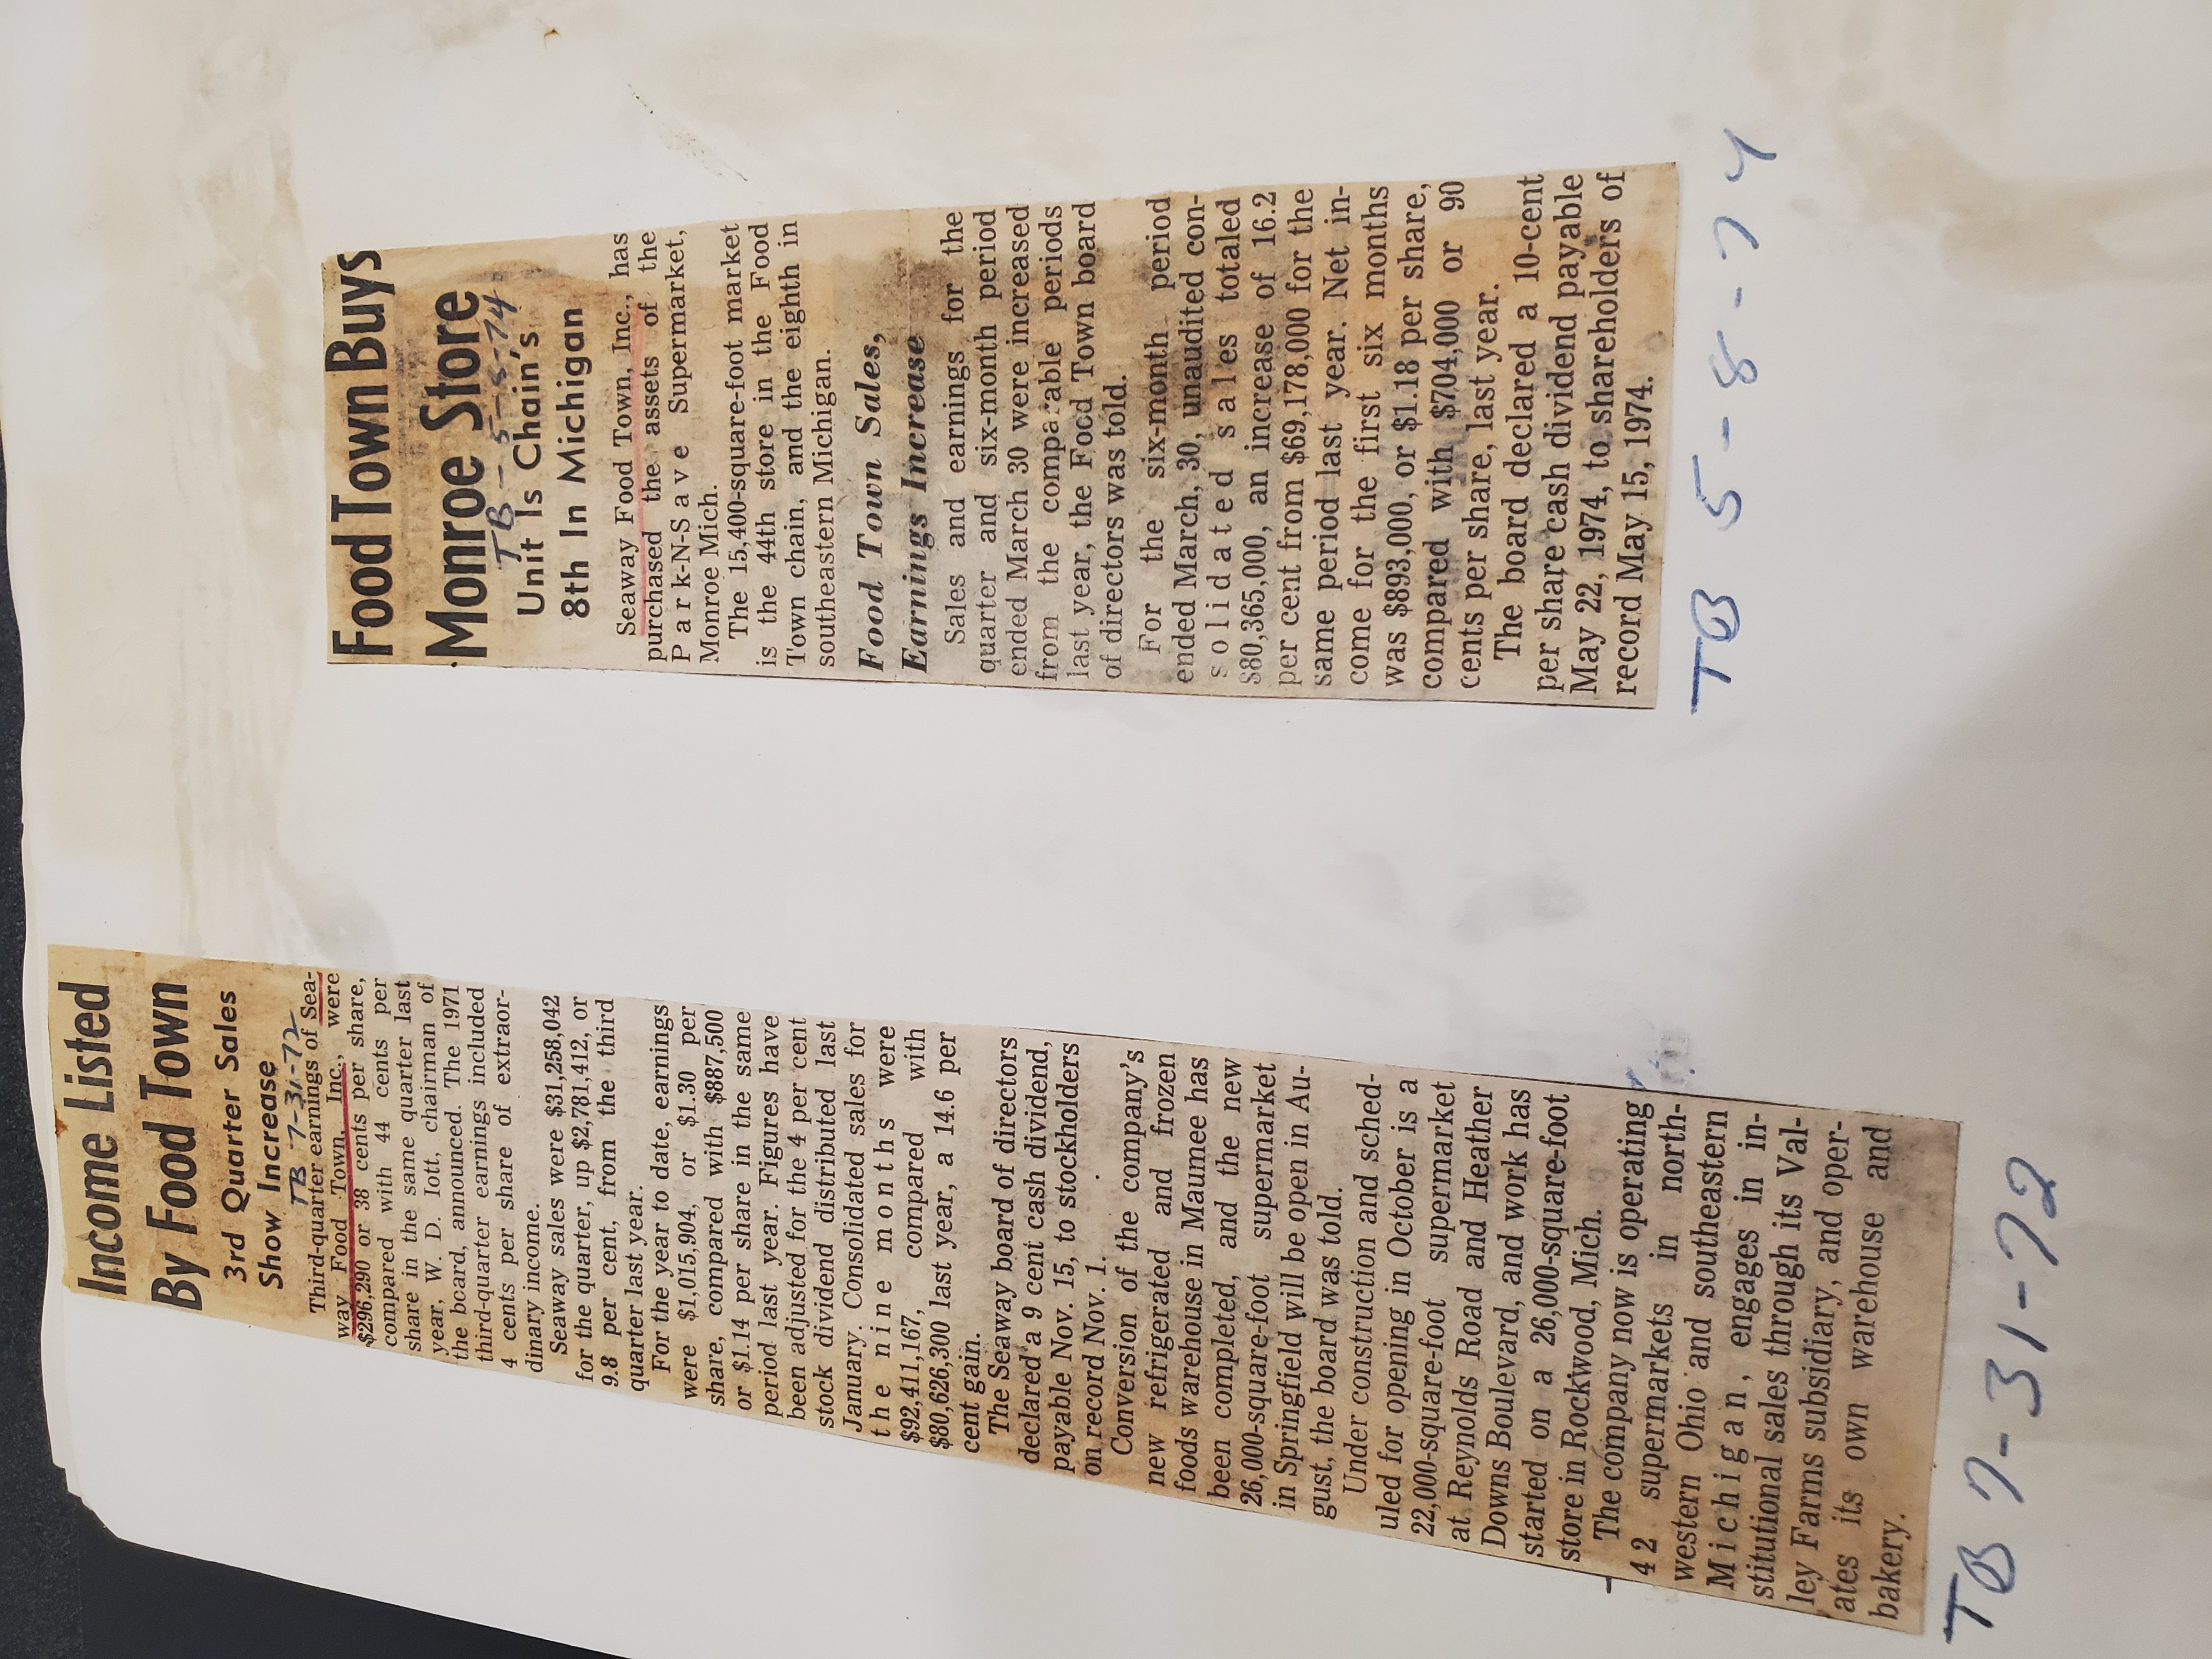 Income Listed
By Food Town
3rd Quarter Sales
Show Increase
TB-7-31-72
Third-quarter earnings of Sea-
way Food Town, Inc., were
$296,290 or 38 cents per share,
compared with 44 cents per
share in the same quarter last
year, W. D. Iott, chairman of
the board, announced. The 1971
third-quarter earnings included
4 cents per share of extraor-
dinary income.
Seaway sales were $31,258,042
for the quarter, up $2,781,412, or
9.8 per cent, from the third
quarter last year.
For the year to date, earnings
were $1,015,904, or $1.30 per
share, compared with $887,500
or $1.14 per share in the same
period last year. Figures have
been adjusted for the 4 per cent
stock dividend distributed last
January. Consolidated sales for
the nine months were
$92,411,167, compared with
$80,626,300 last year, a 14.6 per
cent gain.
The Seaway board of directors
declared a 9 cent cash dividend,
payable Nov. 15, to stockholders
on record Nov. 1.
Conversion of the company's
new refrigerated and frozen
foods warehouse in Maumee has
been completed, and the new
26,000-square-foot supermarket
in Springfield will be open in Au-
gust, the board was told.
Under construction and sched-
uled for opening in October is a
22,000-square-foot supermarket
at Reynolds Road and Heather
Downs Boulevard, and work has
started on a 26,000-square-foot
store in Rockwood, Mich.
The company now is operating
42 supermarkets in north-
western Ohio and southeastern
Michigan, engages in in-
stitutional sales through its Val-
ley Farms subsidiary, and oper-
ates its own warehouse and
bakery.
TB 7-31-72
Food Town Buys
Monroe Store
TB-5-8-74
Unit Is Chain's
8th In Michigan
Seaway Food Town, Inc., has
purchased the assets of the
Park-N-Save Supermarket,
Monroe Mich.
The 15,400-square-foot market
is the 44th store in the Food
Town chain, and the eighth in
southeastern Michigan.
Food Town Sales,
Earnings Increase
Sales and earnings for the
quarter and six-month period
ended March 30 were increased
from the comparable periods
last year, the Food Town board
of directors was told.
For the six-month period
ended March, 30, unaudited con-
solidated sales totaled
$80,365,000, an increase of 16.2
per cent from $69,178,000 for the
same period last year. Net in-
come for the first six months
was $893,000, or $1.18 per share,
compared with $704,000 or 90
cents per share, last year.
The board declared a 10-cent
per share cash dividend payable
May 22, 1974, to shareholders of
record May 15, 1974.
TB 5-8-74